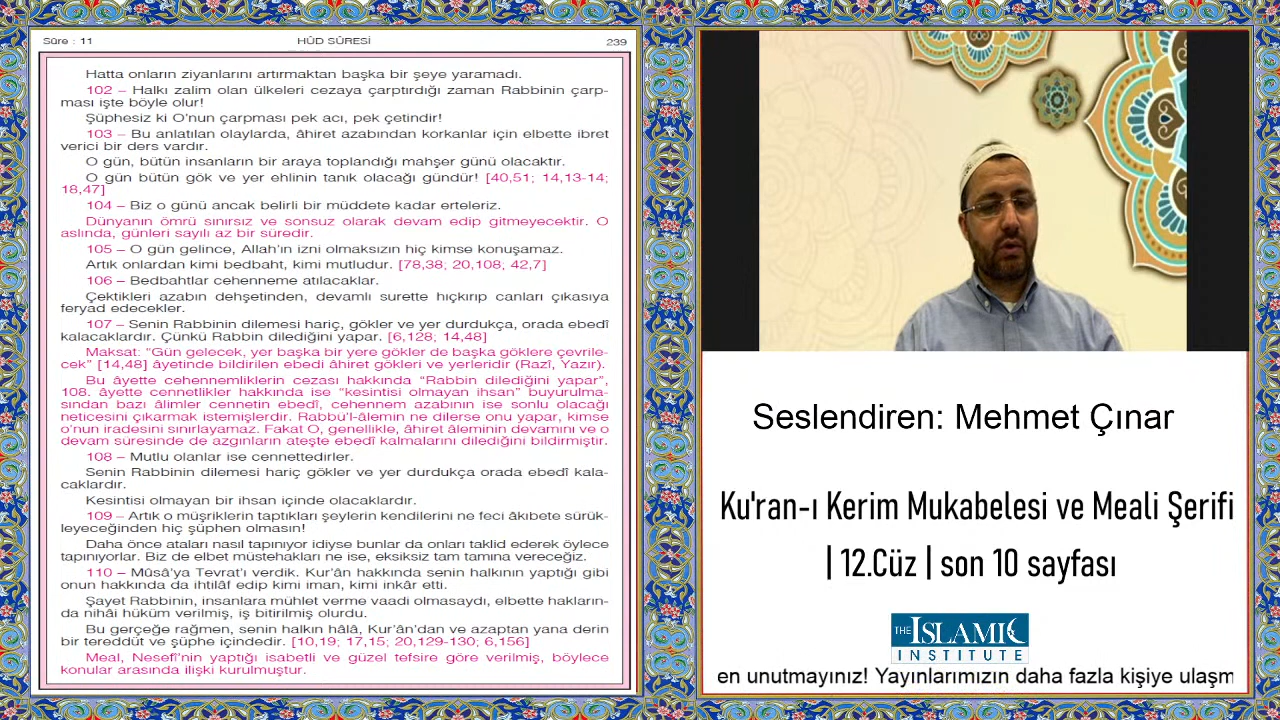 Sûre : 11 HÛD SÛRESİ 239
Hatta onların ziyanlarını artırmaktan başka bir şeye yaramadı.
102 – Halkı zalim olan ülkeleri cezaya çarptırdığı zaman Rabbinin çarp-
ması işte böyle olur!
Şüphesiz ki O’nun çarpması pek acı, pek çetindir!
103 – Bu anlatılan olaylarda, âhiret azabından korkanlar için elbette ibret
verici bir ders vardır.
O gün, bütün insanların bir araya toplandığı mahşer günü olacaktır.
O gün bütün gök ve yer ehlinin tanık olacağı gündür! [40,51; 14,13-14;
18,47]
104 – Biz o günü ancak belirli bir müddete kadar erteleriz.
Dünyanın ömrü sınırsız ve sonsuz olarak devam edip gitmeyecektir. O
aslında, günleri sayılı az bir süredir.
105 – O gün gelince, Allah’ın izni olmaksızın hiç kimse konuşamaz.
Artık onlardan kimi bedbaht, kimi mutludur. [78,38; 20,108; 42,7]
106 – Bedbahtlar cehenneme atılacaklar.
Çektikleri azabın dehşetinden, devamlı surette hıçkırıp canları çıkasıya
feryad edecekler.
107 – Senin Rabbinin dilemesi hariç, gökler ve yer durdukça, orada ebedî
kalacaklardır. Çünkü Rabbin dilediğini yapar. [6,128; 14,48]
Maksat: “Gün gelecek, yer başka bir yere gökler de başka göklere çevrile-
cek” [14,48] âyetinde bildirilen ebedi âhiret gökleri ve yerleridir (Razî, Yazır).
Bu âyette cehennemliklerin cezası hakkında “Rabbin dilediğini yapar”,
108. âyette cennetlikler hakkında ise “kesintisi olmayan ihsan” buyurulma-
sından bazı âlimler cennetin ebedî, cehennem azabının ise sonlu olacağı
neticesini çıkarmak istemişlerdir. Rabbü’l-âlemin ne dilerse onu yapar, kimse
o’nun iradesini sınırlayamaz. Fakat O, genellikle, âhiret âleminin devamını ve o
devam süresinde de azgınların ateşte ebedî kalmalarını dilediğini bildirmiştir.
108 – Mutlu olanlar ise cennettedirler.
Senin Rabbinin dilemesi hariç gökler ve yer durdukça orada ebedî kala-
caklardır.
Kesintisi olmayan bir ihsan içinde olacaklardır.
109 – Artık o müşriklerin taptıkları şeylerin kendilerini ne feci âkıbete sürük-
leyeceğinden hiç şüphen olmasın!
Daha önce ataları nasıl tapınıyor idiyse bunlar da onları taklid ederek öylece
tapınıyorlar. Biz de elbet müstehakları ne ise, eksiksiz tam tamına vereceğiz.
110 – Mûsâ’ya Tevrat’ı verdik. Kur’ân hakkında senin halkının yaptığı gibi
onun hakkında da ihtilâf edip kimi iman, kimi inkâr etti.
Şayet Rabbinin, insanlara mühlet verme vaadi olmasaydı, elbette hakların-
da nihâi hüküm verilmiş, iş bitirilmiş olurdu.
Bu gerçeğe rağmen, senin halkın hâlâ, Kur’ân’dan ve azaptan yana derin
bir tereddüt ve şüphe içindedir. [10,19; 17,15; 20,129-130; 6,156]
Meal, Nesefî’nin yaptığı isabetli ve güzel tefsire göre verilmiş, böylece
konular arasında ilişki kurulmuştur.
Seslendiren: Mehmet Çınar
Ku'ran-ı Kerim Mukabelesi ve Meali Şerifi
| 12.Cüz | son 10 sayfası
THE ISLAMIC
INSTITUTE
en unutmayınız! Yayınlarımızın daha fazla kişiye ulaşm